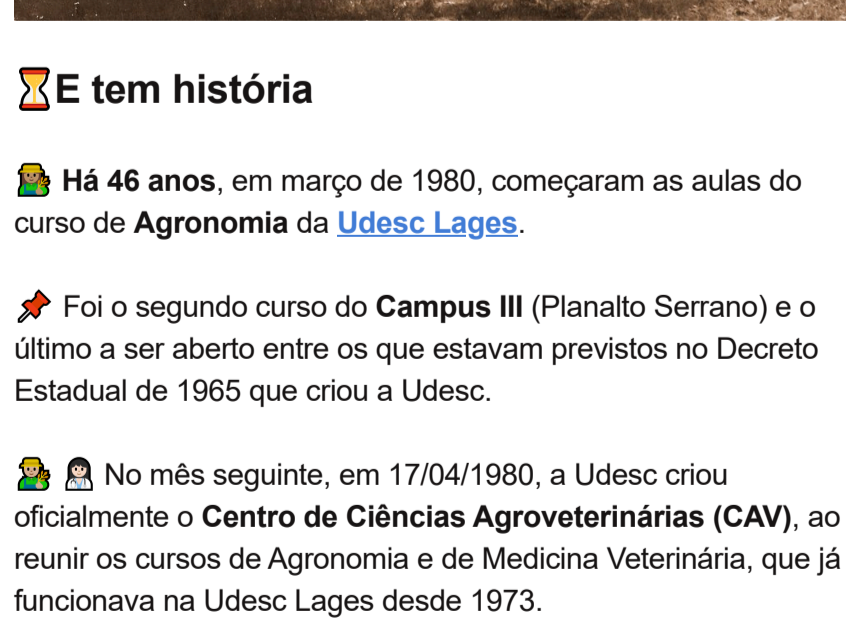 ⏳E tem história
👨🏽‍🌾 Há 46 anos, em março de 1980, começaram as aulas do
curso de Agronomia da Udesc Lages.
📌 Foi o segundo curso do Campus III (Planalto Serrano) e o
último a ser aberto entre os que estavam previstos no Decreto
Estadual de 1965 que criou a Udesc.
👨🏽‍🌾 👩🏻‍⚕️ No mês seguinte, em 17/04/1980, a Udesc criou
oficialmente o Centro de Ciências Agroveterinárias (CAV), ao
reunir os cursos de Agronomia e de Medicina Veterinária, que já
funcionava na Udesc Lages desde 1973.